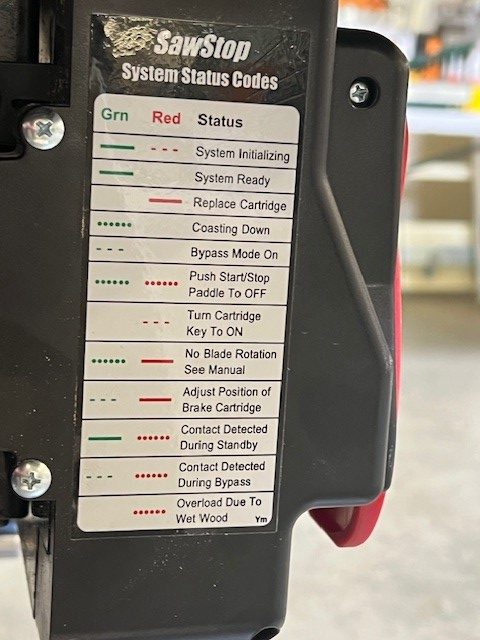 SawStop
System Status Codes
Grn Red Status
System Initializing
System Ready
Replace Cartridge
Coasting Down
Bypass Mode On
Push Start/Stop
Paddle To OFF
Turn Cartridge
Key To ON
No Blade Rotation
See Manual
Adjust Position of
Brake Cartridge
Contact Detected
During Standby
Contact Detected
During Bypass
Overload Due To
Wet Wood Ym